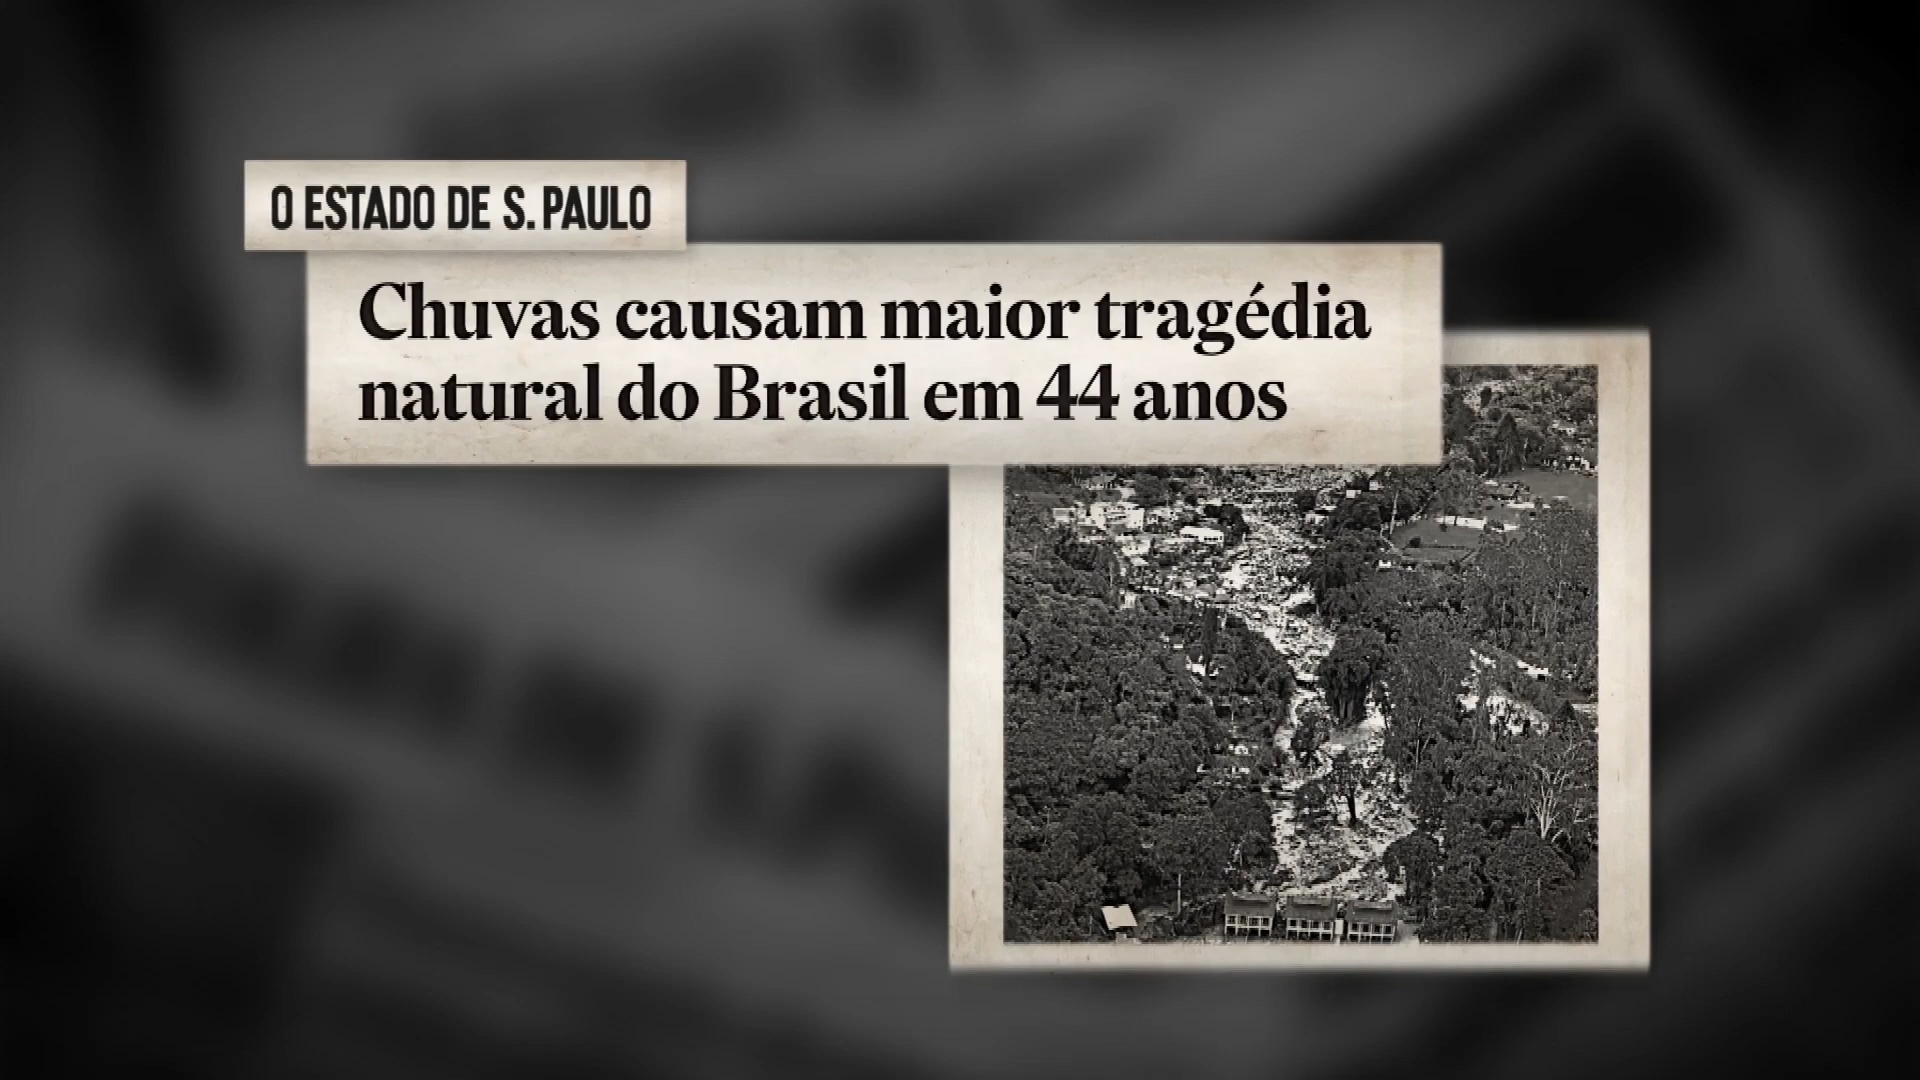 O ESTADO DE S. PAULO
Chuvas causam maior tragédia
natural do Brasil em 44 anos